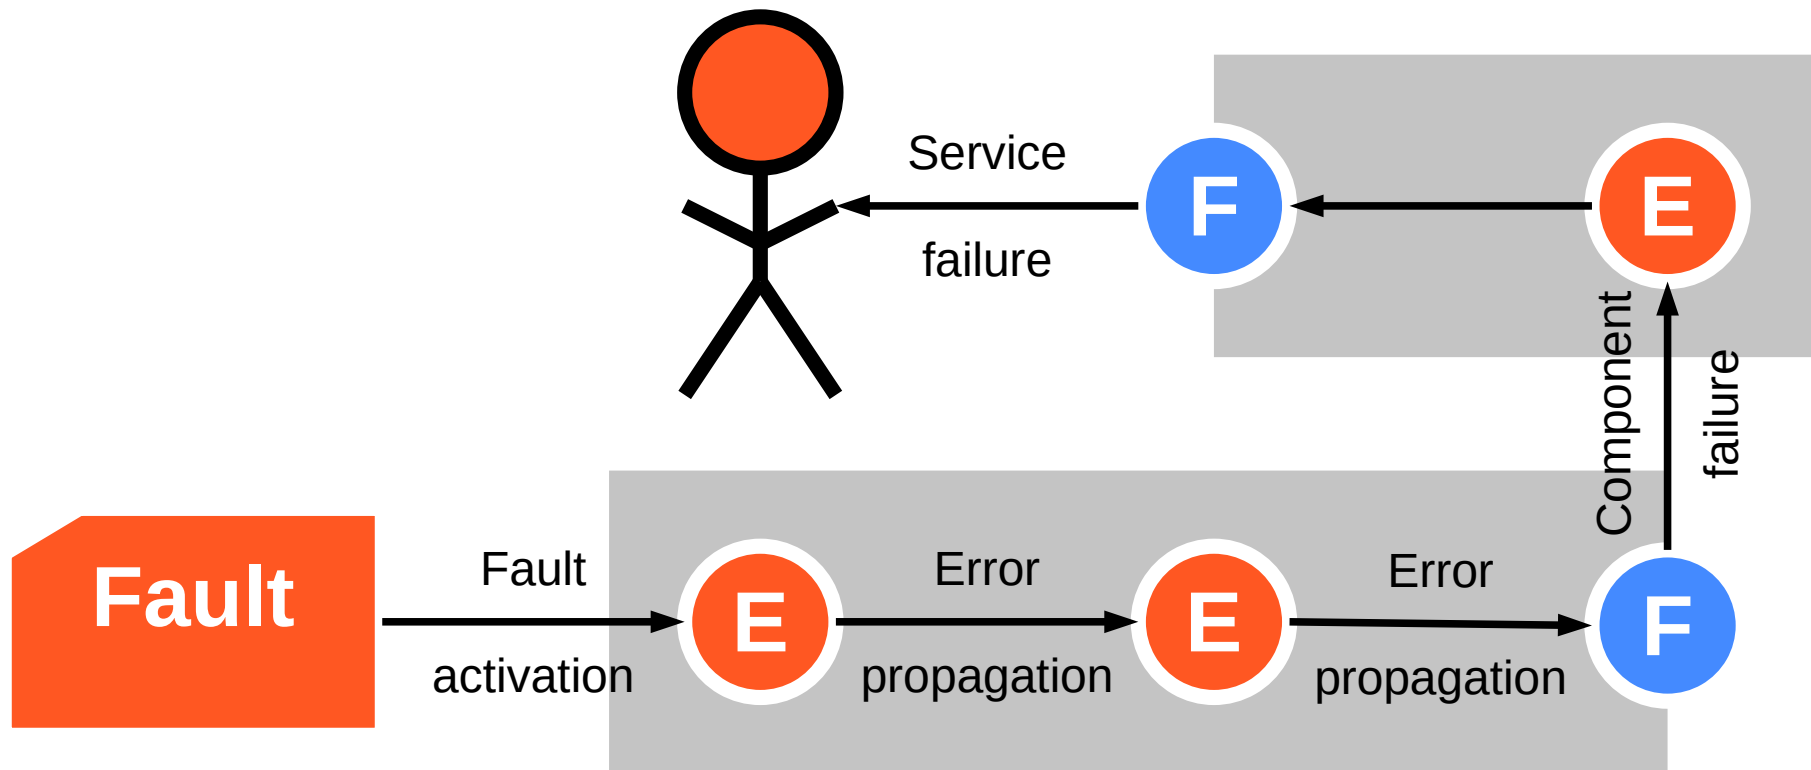 Service
F
E
failure
Component
failure
Fault
Fault
activation
E
Error
propagation
E
Error
propagation
F